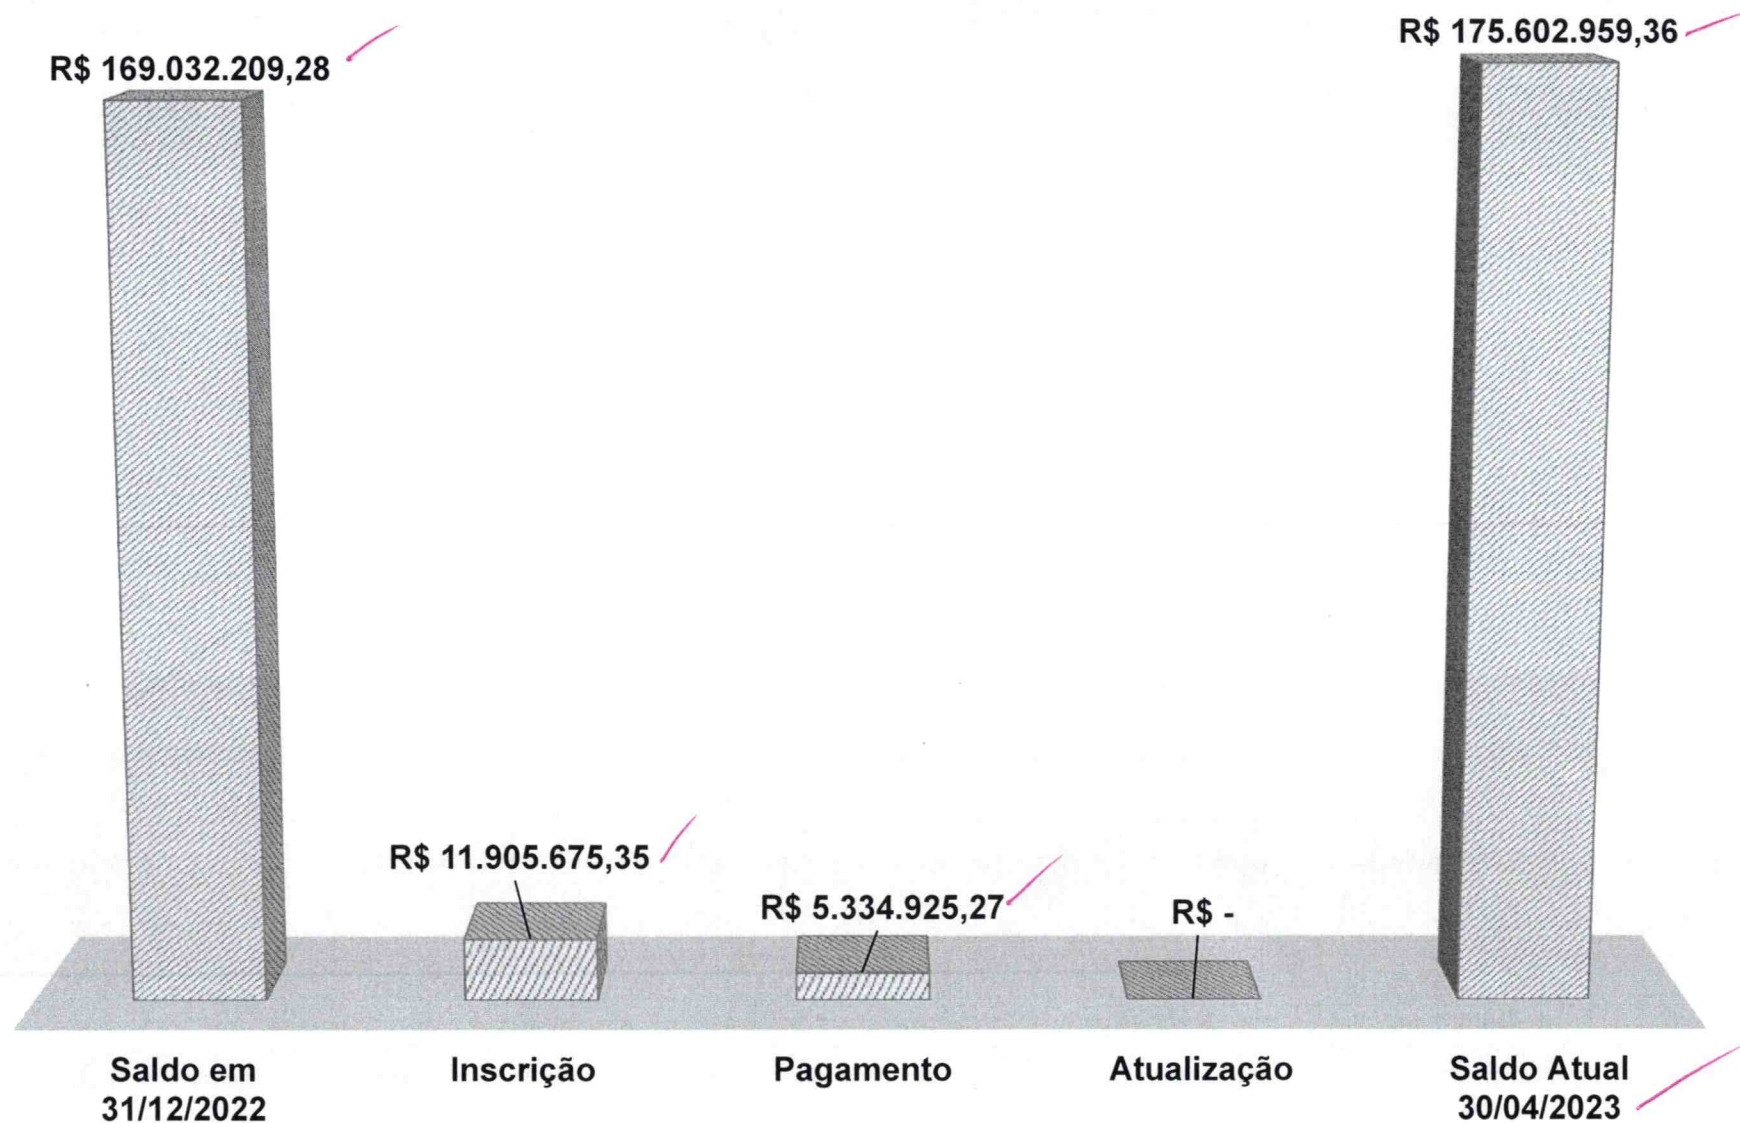 R$ 175.602.959,36
R$ 169.032.209,28
R$ 11.905.675,35
R$ 5.334.925,27
R$ -
Saldo em
31/12/2022
Inscrição
Pagamento
Atualização
Saldo Atual
30/04/2023